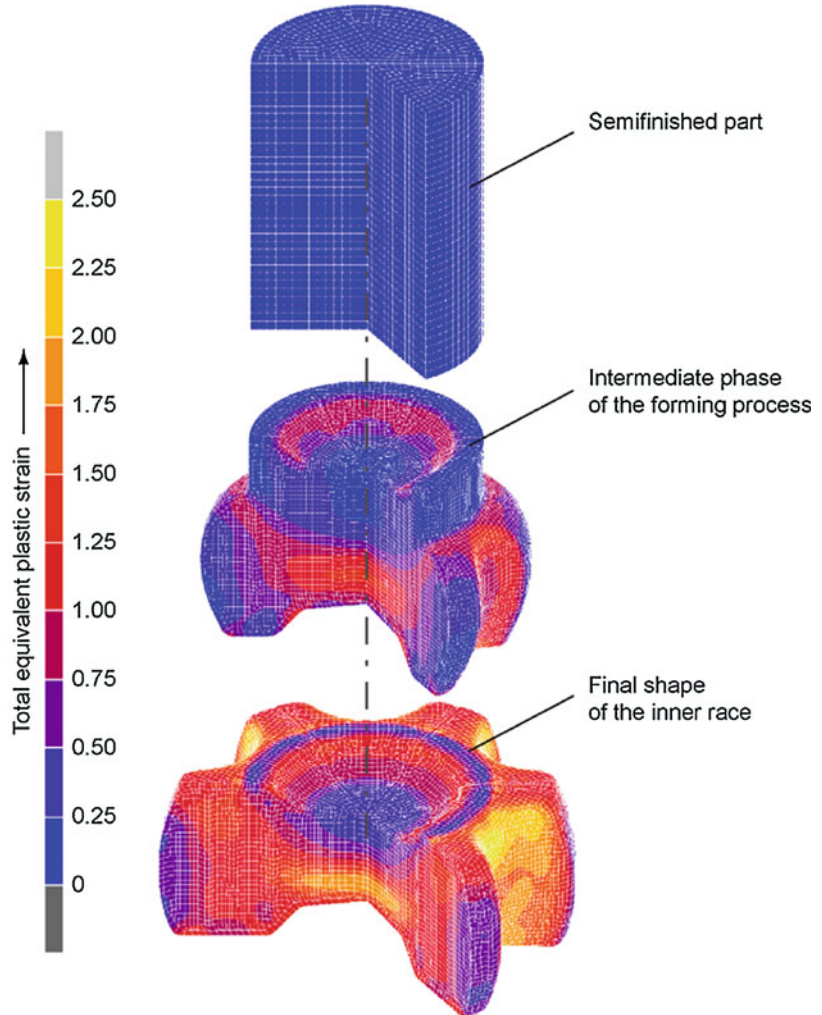 Semifinished part
2.50
2.25
2.00
1.75
1.50
1.25
1.00
0.75
0.50
0.25
0
Total equivalent plastic strain
Intermediate phase
of the forming process
Final shape
of the inner race